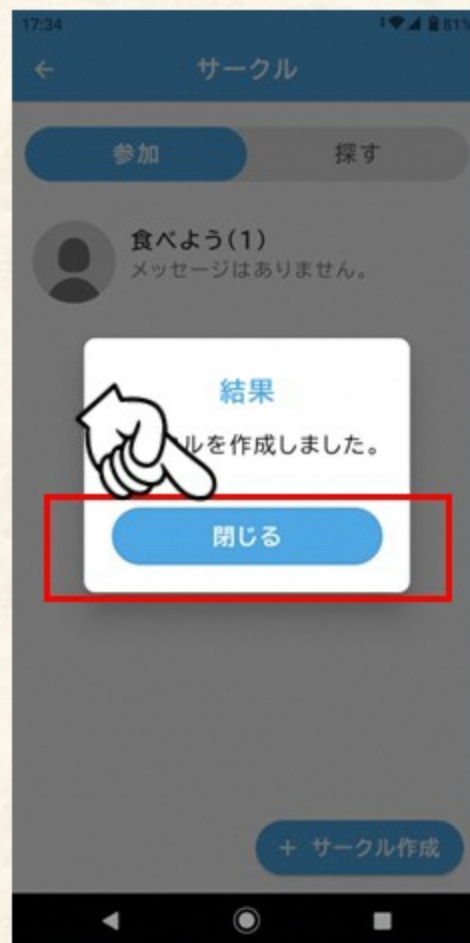 17:34
81%
サークル
参加
探す
食べよう(1)
メッセージはありません。
結果
ルを作成しました。
閉じる
+ サークル作成